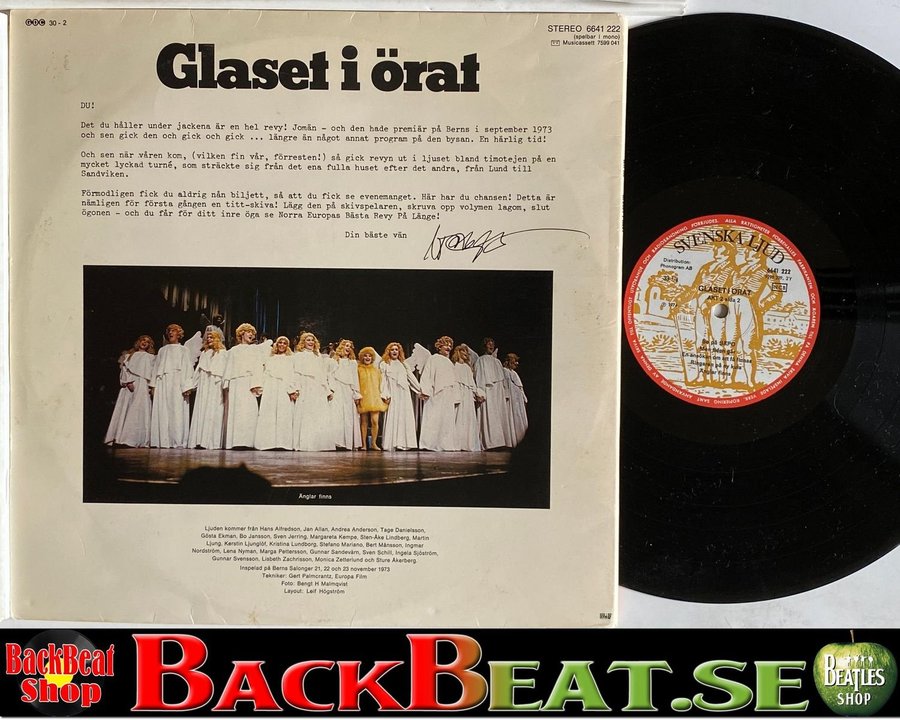 GDC 30 - 2
STEREO 6641 222
(spelbar i mono)
Musicassett 7599 041
Glaset i örat
DU!
Det du håller under jackena är en hel revy! Jomän - och den hade premiär på Berns i september 1973
och sen gick den och gick och gick ... längre än något annat program på den bysan. En härlig tid!
Och sen när våren kom, (vilken fin vår, förresten!) så gick revyn ut i ljuset bland timotejen på en
mycket lyckad turné, som sträckte sig från det ena fulla huset efter det andra, från Lund till
Sandviken.
Förmodligen fick du aldrig nån biljett, så att du fick se evenemanget. Här har du chansen! Detta är
nämligen för första gången en titt-skiva! Lägg den på skivspelaren, skruva opp volymen lagom, slut
ögonen - och du får för ditt inre öga se Norra Europas Bästa Revy På Länge!
Din bäste vän
Änglar finns
Ljuden kommer från Hans Alfredson, Jan Allan, Andrea Anderson, Tage Danielsson,
Gösta Ekman, Bo Jansson, Sven Jerring, Margareta Kempe, Sten-Åke Lindberg, Martin
Ljung, Kerstin Ljunglöf, Kristina Lundborg, Stefano Mariano, Bert Månsson, Ingmar
Nordström, Lena Nyman, Marga Pettersson, Gunnar Sandevärn, Sven Schill, Ingela Sjöström,
Gunnar Svensson, Lisbeth Zachrisson, Monica Zetterlund och Sture Åkerberg.
Inspelad på Berns Salonger 21, 22 och 23 november 1973
Tekniker: Gert Palmcrantz, Europa Film
Foto: Bengt H Malmqvist
Layout: Leif Högström
SVENSKA LJUD
Distribution:
Phonogram AB
6641 222
NCB
GLASET I ÖRAT
AKT 2 sida 2
Änglar finns
BackBeat
Shop
BACKBEAT.SE
BEATLES
SHOP